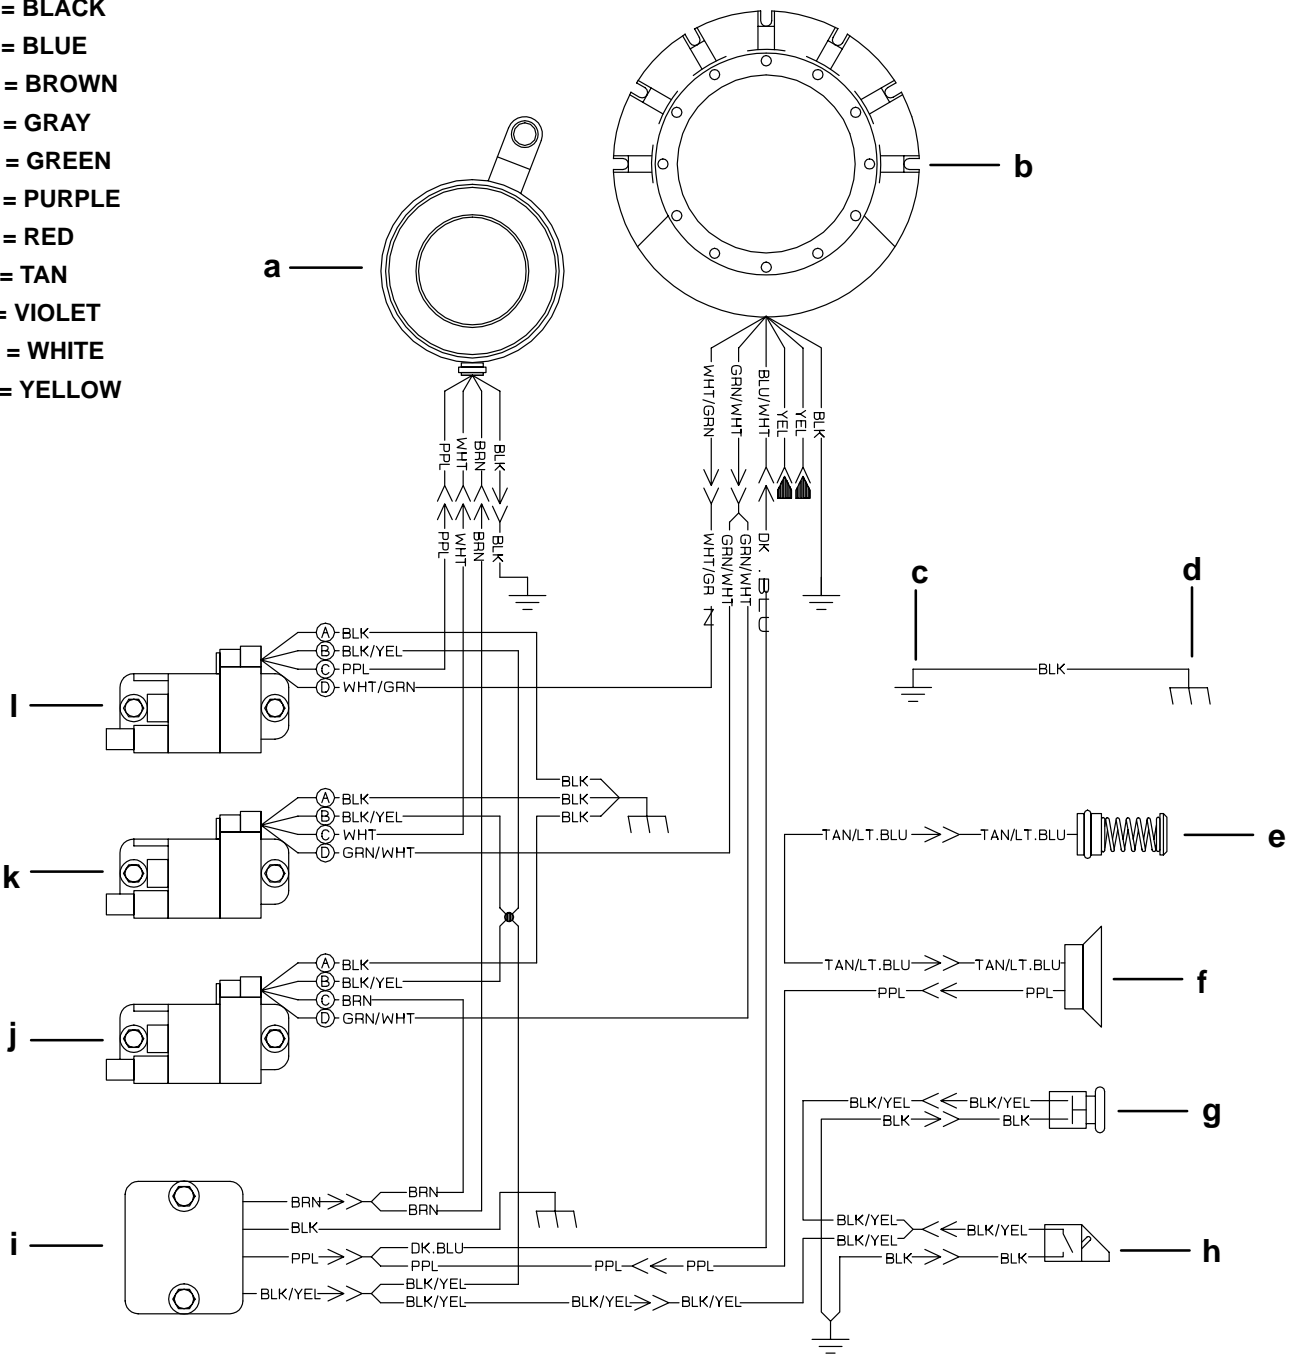 = BLACK
= BLUE
= BROWN
= GRAY
= GREEN
= PURPLE
= RED
= TAN
= VIOLET
= WHITE
= YELLOW
a
b
WHT/GRN
GRN/WHT
BLU/WHT
YEL
YEL
BLK
PPL
WHT
BRN
BLK
PPL
WHT
BRN
BLK
WHT/GR N
GRN/WHT
GRN/WHT
DK . BLU
c
d
BLK
l
A BLK
B BLK/YEL
C PPL
D WHT/GRN
BLK
BLK
BLK
k
A BLK
B BLK/YEL
C WHT
D GRN/WHT
TAN/LT.BLU
TAN/LT.BLU
e
j
A BLK
B BLK/YEL
C BRN
D GRN/WHT
TAN/LT.BLU
TAN/LT.BLU
PPL
PPL
f
BLK/YEL
BLK/YEL
BLK
BLK
g
i
BRN
BRN
BRN
BLK
PPL
DK.BLU
PPL
PPL
PPL
BLK/YEL
BLK/YEL
BLK/YEL
BLK/YEL
BLK/YEL
BLK/YEL
BLK/YEL
BLK/YEL
BLK
BLK
h